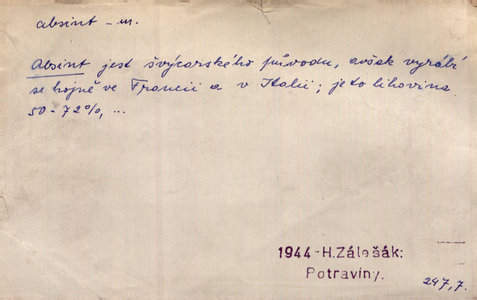 absint – m.
Absint jest švýcarského původu, avšak vyrábí
se hojně ve Francii a v Italii; je to lihovina
50-72%, ...
1944-H.Zálešák:
Potraviny.
247,7.